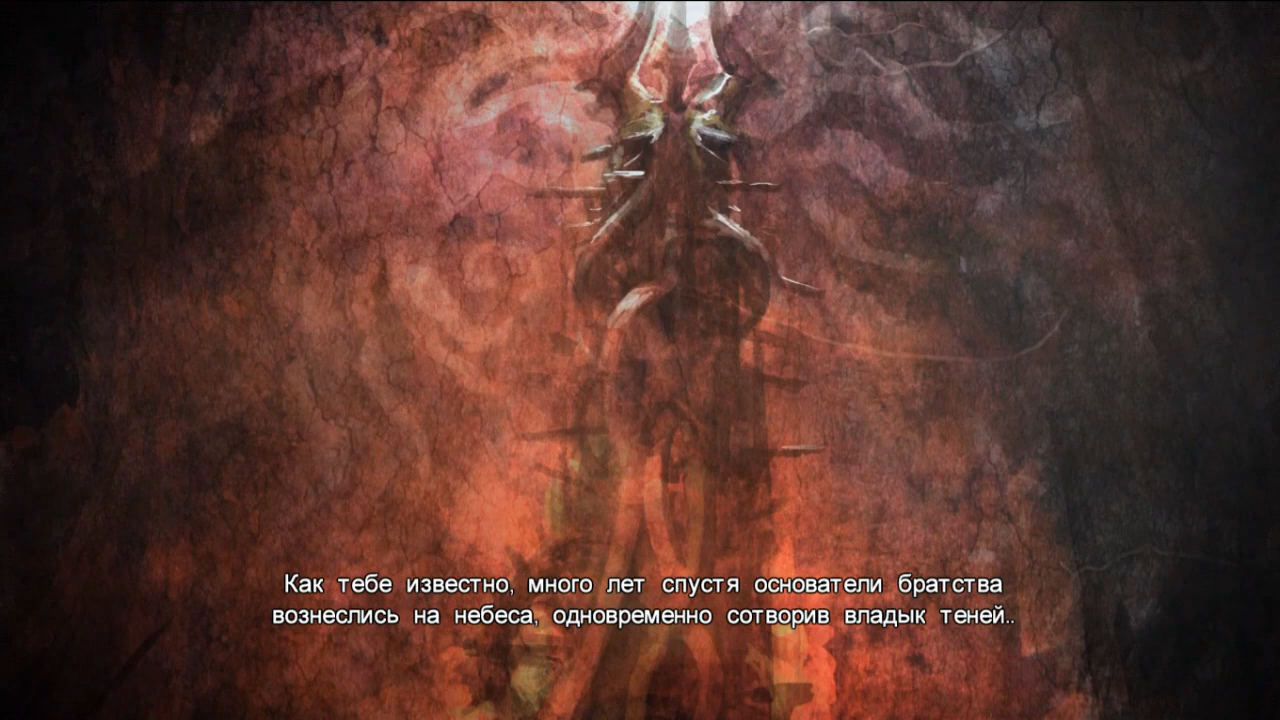 Как тебе известно, много лет спустя основатели братства
вознеслись на небеса, одновременно сотворив владык теней..